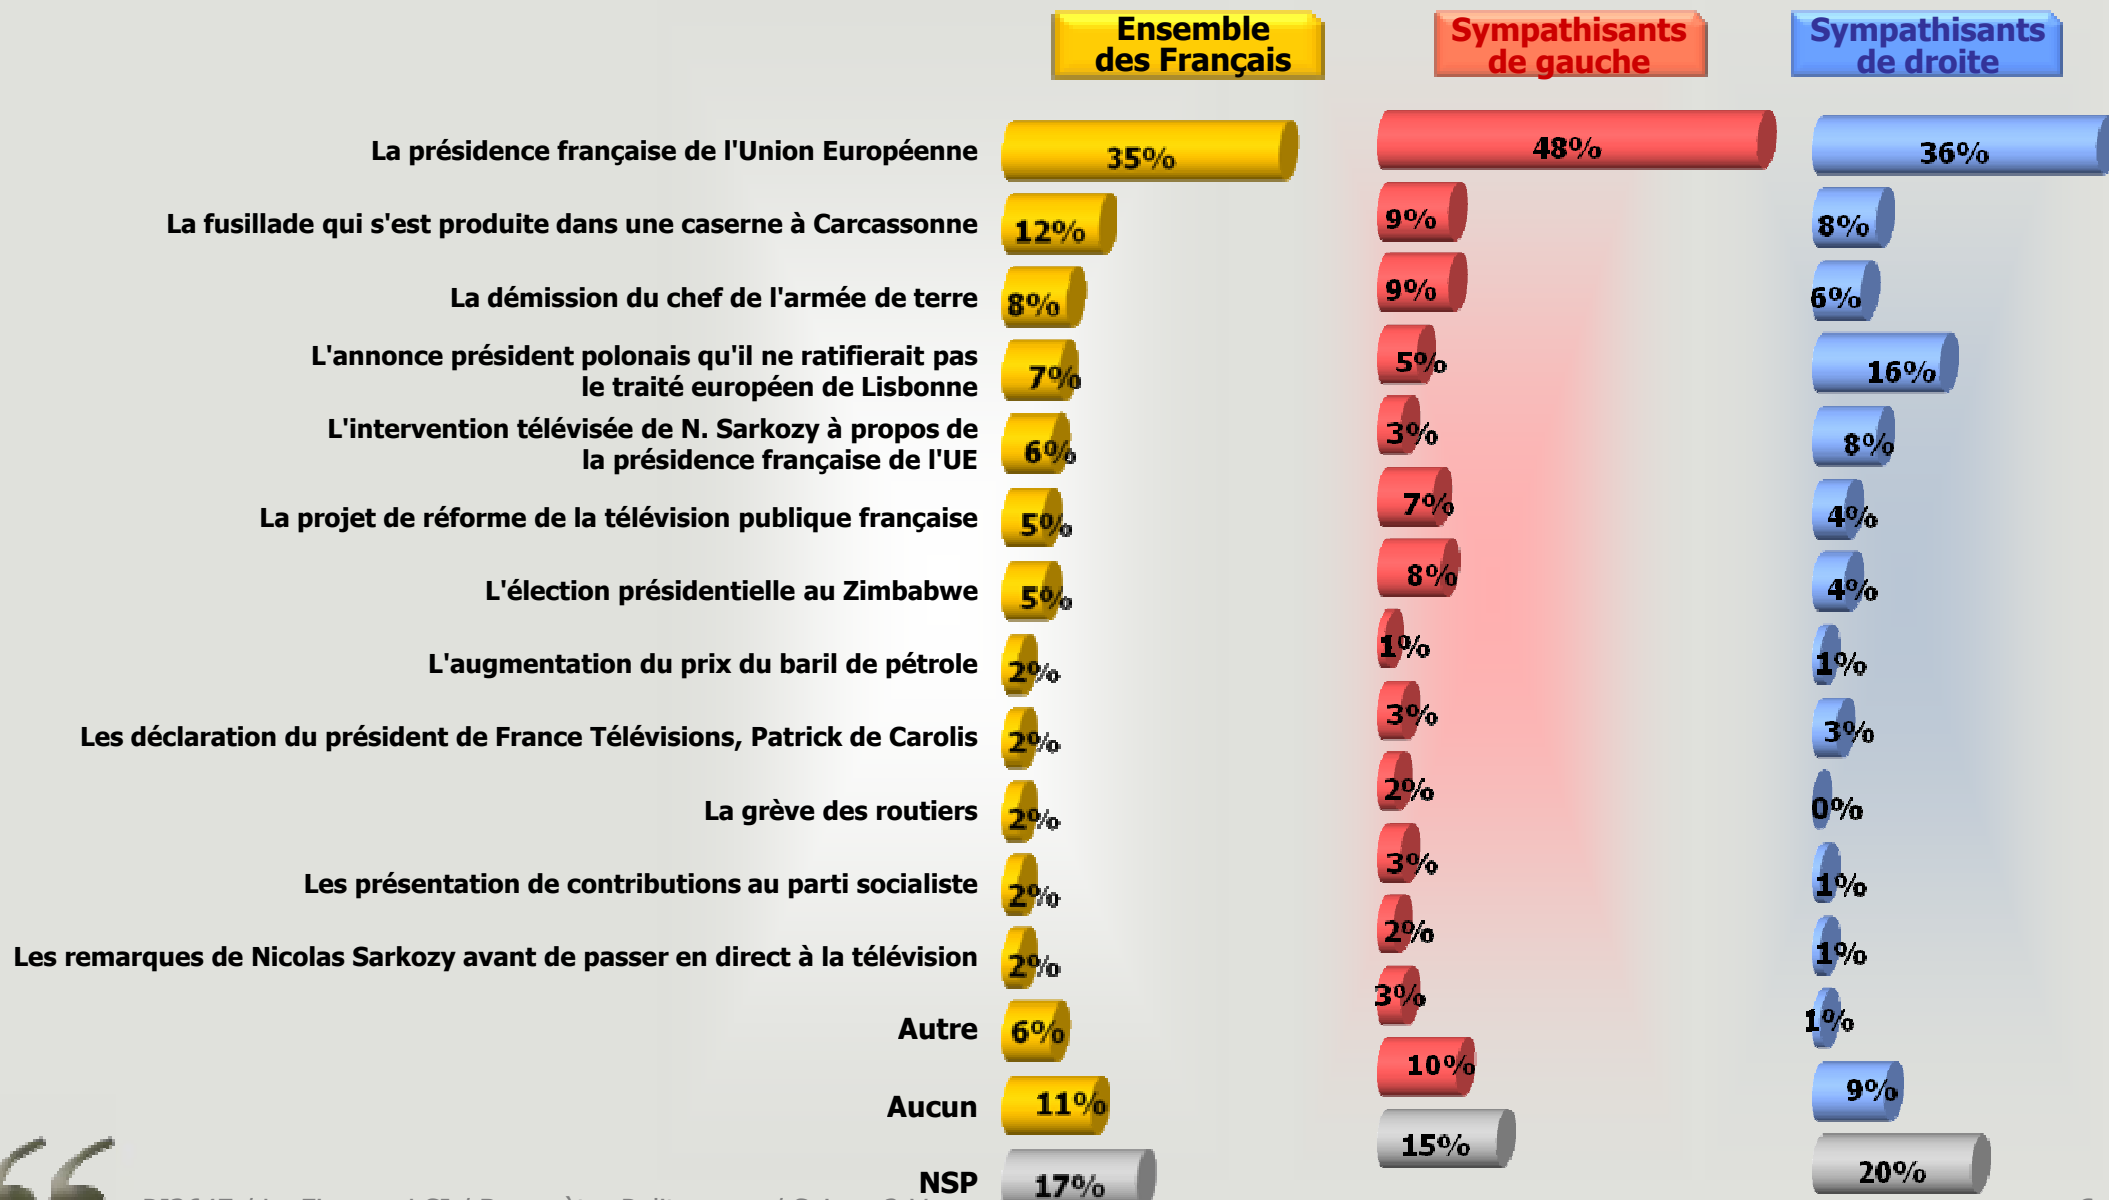 Ensemble
des Français
Sympathisants
de gauche
Sympathisants
de droite
La présidence française de l'Union Européenne 35% 48% 36%
La fusillade qui s'est produite dans une caserne à Carcassonne 12% 9% 8%
La démission du chef de l'armée de terre 8% 9% 6%
L'annonce président polonais qu'il ne ratifierait pas
le traité européen de Lisbonne 7% 5% 16%
L'intervention télévisée de N. Sarkozy à propos de
la présidence française de l'UE 6% 3% 8%
La projet de réforme de la télévision publique française 5% 7% 4%
L'élection présidentielle au Zimbabwe 5% 8% 4%
L'augmentation du prix du baril de pétrole 2% 1% 1%
Les déclaration du président de France Télévisions, Patrick de Carolis 2% 3% 3%
La grève des routiers 2% 2% 0%
Les présentation de contributions au parti socialiste 2% 3% 1%
Les remarques de Nicolas Sarkozy avant de passer en direct à la télévision 2% 2% 1%
Autre 6% 3% 1%
Aucun 11% 10% 9%
NSP 17% 15% 20%